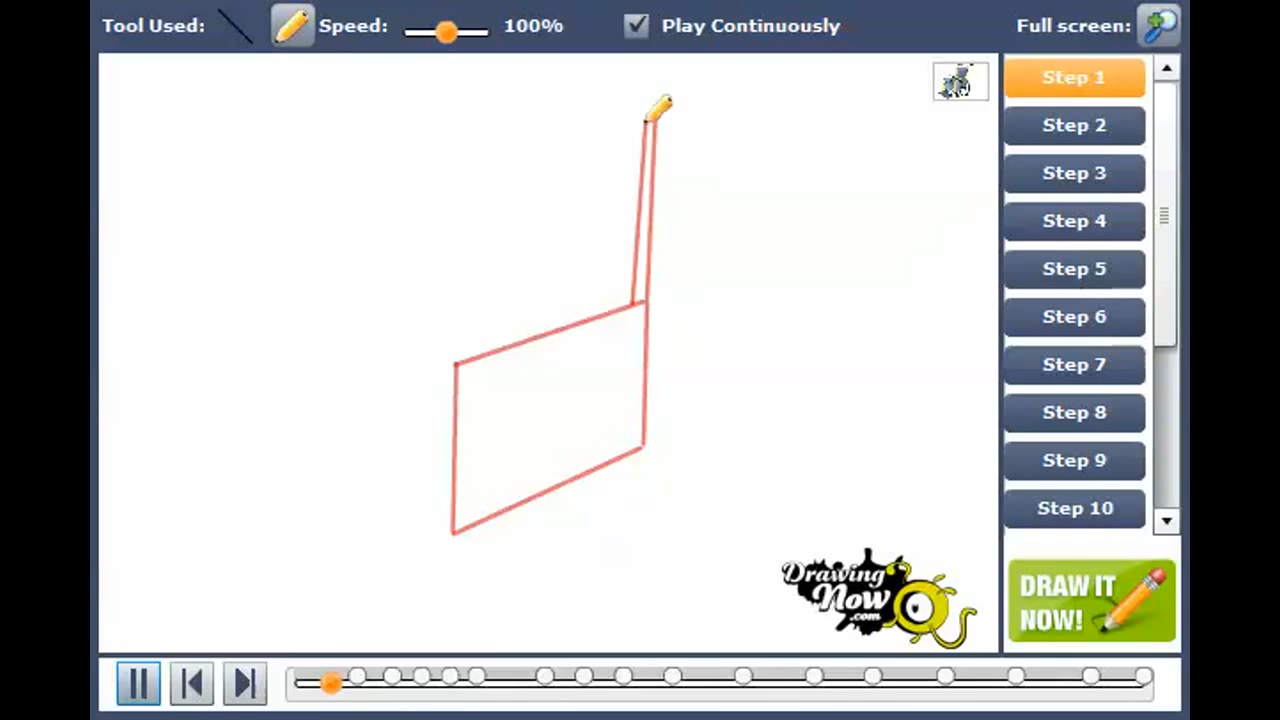 Tool Used:
Speed:
100%
Play Continuously
Full screen:
Step 1
Step 2
Step 3
Step 4
Step 5
Step 6
Step 7
Step 8
Step 9
Step 10
Drawing
Now
.com
DRAW IT
NOW!